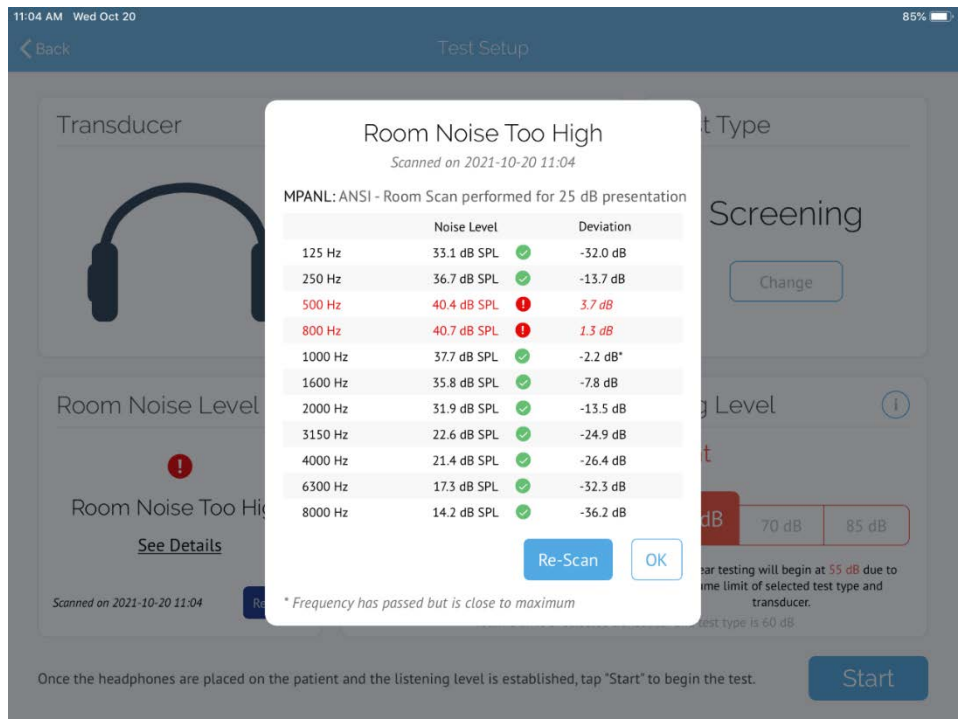 11:04 AM Wed Oct 20
85%
Back
Test Setup
Transducer
t Type
Room Noise Too High
Scanned on 2021-10-20 11:04
MPANL: ANSI - Room Scan performed for 25 dB presentation
Noise Level Deviation
125 Hz 33.1 dB SPL -32.0 dB
250 Hz 36.7 dB SPL -13.7 dB
500 Hz 40.4 dB SPL 3.7 dB
800 Hz 40.7 dB SPL 1.3 dB
1000 Hz 37.7 dB SPL -2.2 dB*
1600 Hz 35.8 dB SPL -7.8 dB
2000 Hz 31.9 dB SPL -13.5 dB
3150 Hz 22.6 dB SPL -24.9 dB
4000 Hz 21.4 dB SPL -26.4 dB
6300 Hz 17.3 dB SPL -32.3 dB
8000 Hz 14.2 dB SPL -36.2 dB
Re-Scan OK
* Frequency has passed but is close to maximum
Screening
Change
Room Noise Level
Room Noise Too Hig
See Details
Scanned on 2021-10-20 11:04
Re
g Level
t
dB 70 dB 85 dB
ear testing will begin at 55 dB due to
me limit of selected test type and
transducer.
test type is 60 dB
Once the headphones are placed on the patient and the listening level is established, tap "Start" to begin the test.
Start